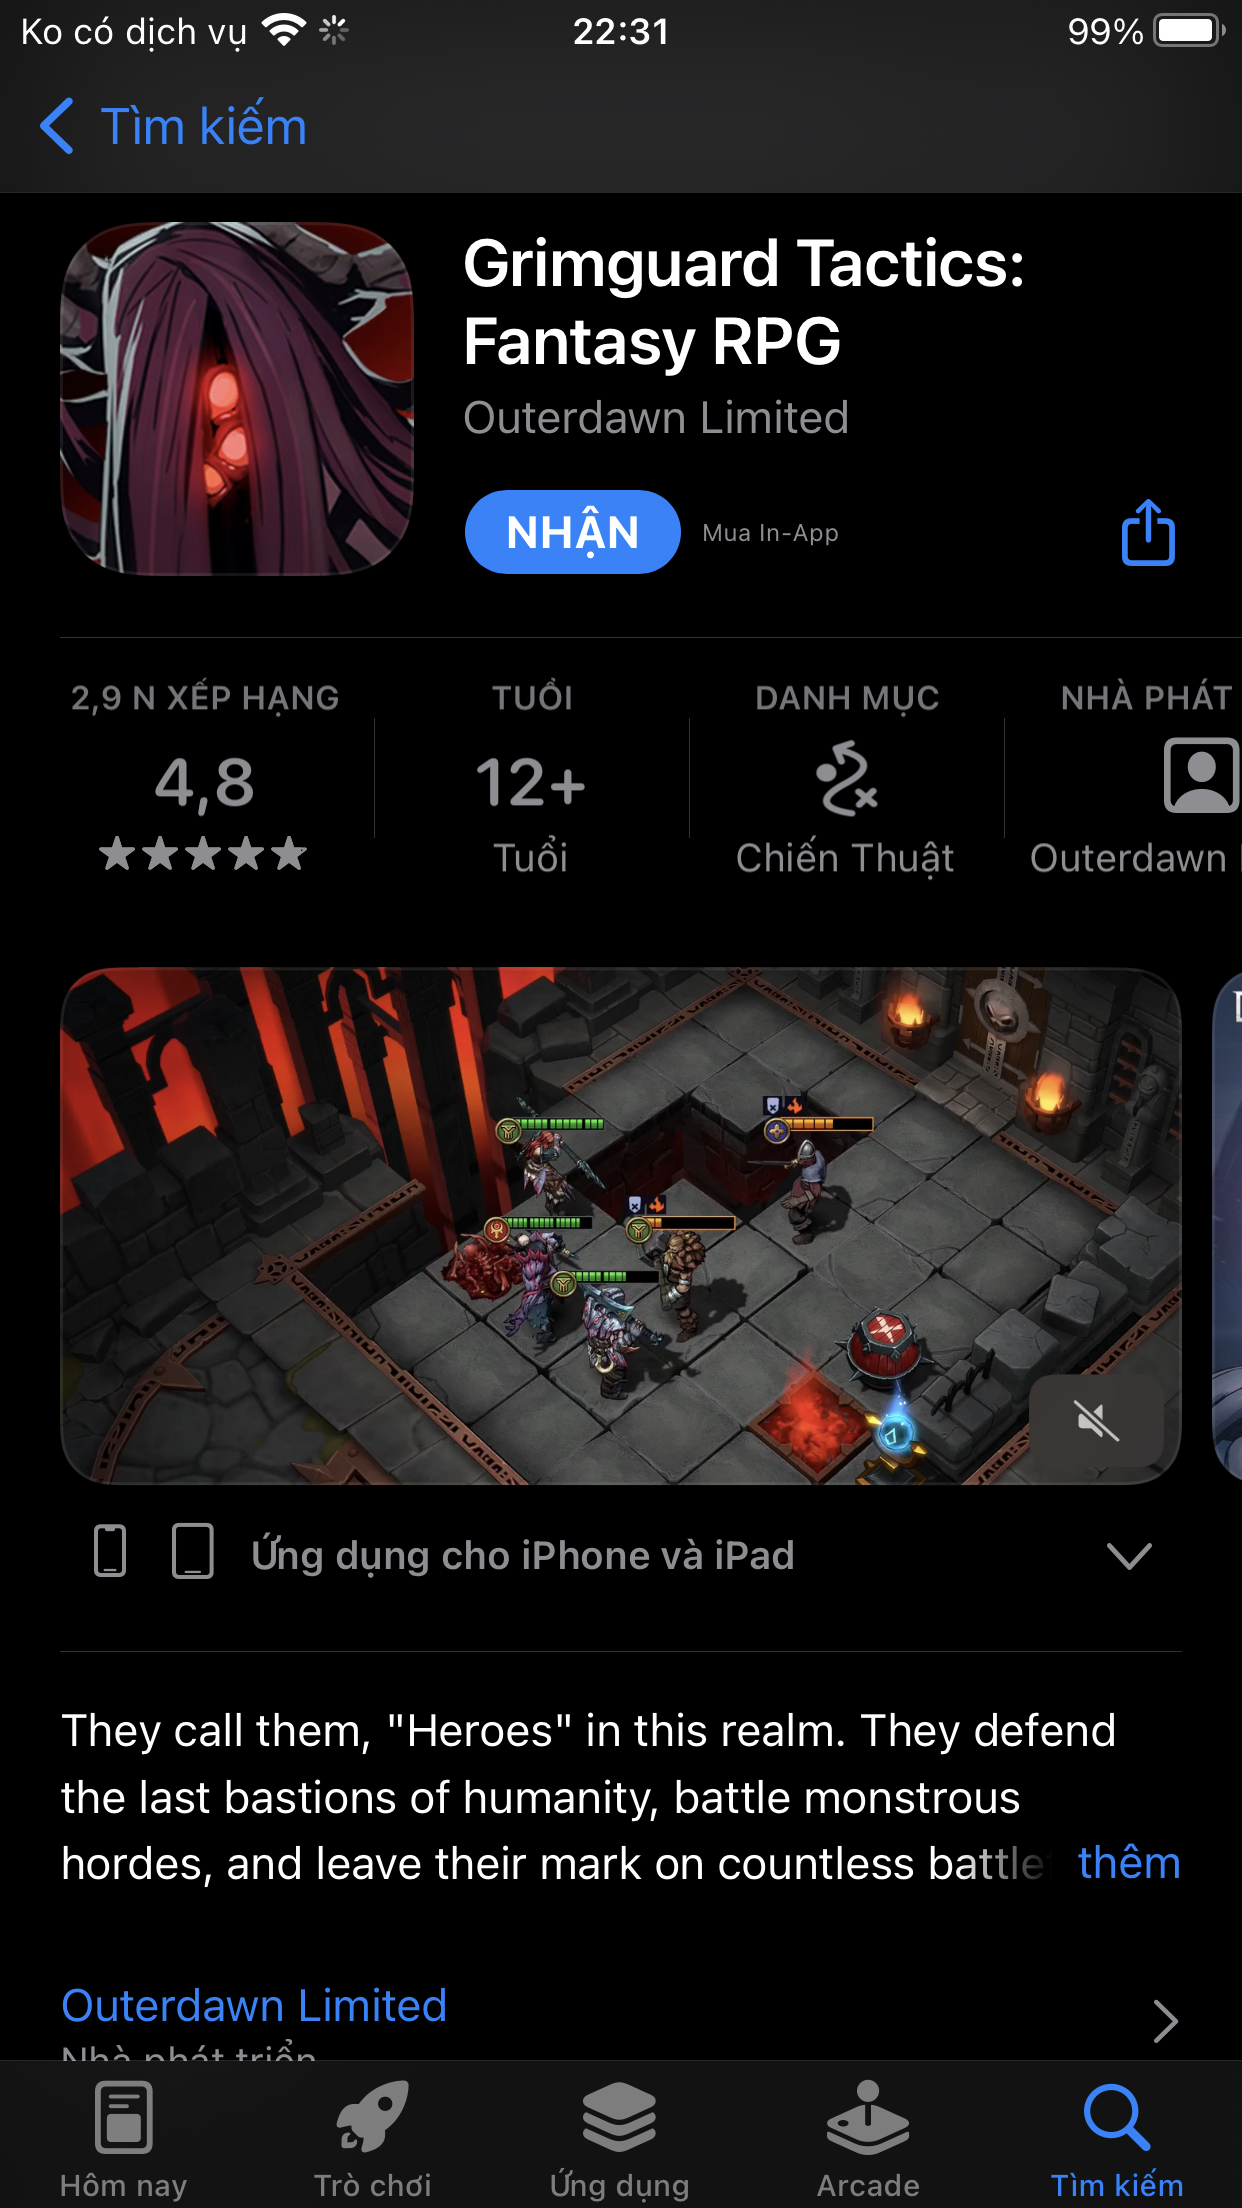 Ko có dịch vụ
22:31
99%
Tìm kiếm
Grimguard Tactics:
Fantasy RPG
Outerdawn Limited
NHẬN
Mua In-App
2,9 N XẾP HẠNG
4,8
TUỔI
12+
Tuổi
DANH MỤC
Chiến Thuật
NHÀ PHÁT
Outerdawn
Ứng dụng cho iPhone và iPad
They call them, "Heroes" in this realm. They defend
the last bastions of humanity, battle monstrous
hordes, and leave their mark on countless battle
thêm
Outerdawn Limited
Nhà phát triển
Hôm nay
Trò chơi
Ứng dụng
Arcade
Tìm kiếm